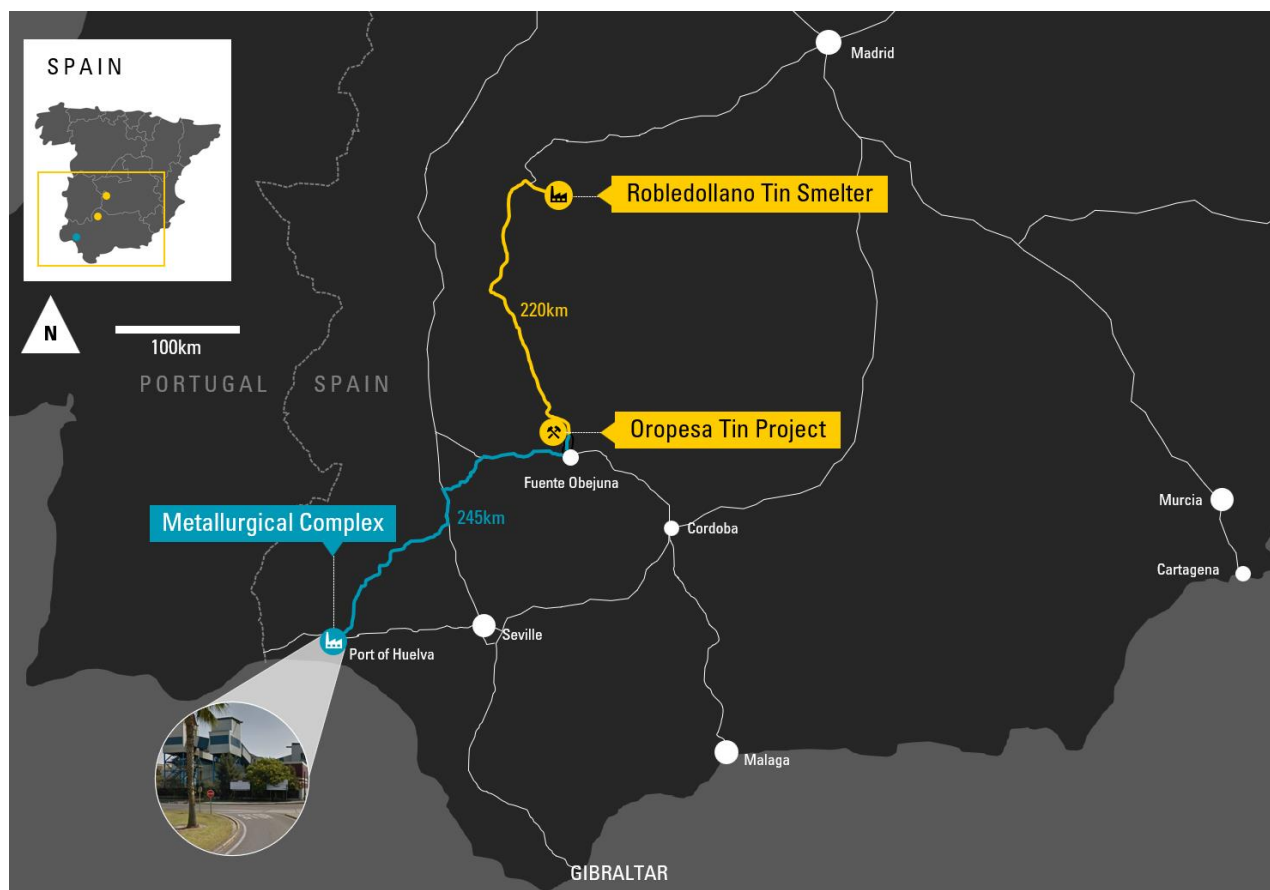 SPAIN
Madrid
Robledollano Tin Smelter
220km
N
100km
PORTUGAL
SPAIN
Oropesa Tin Project
Fuente Obejuna
Murcia
Metallurgical Complex
245km
Cordoba
Cartagena
Seville
Port of Huelva
Malaga
GIBRALTAR